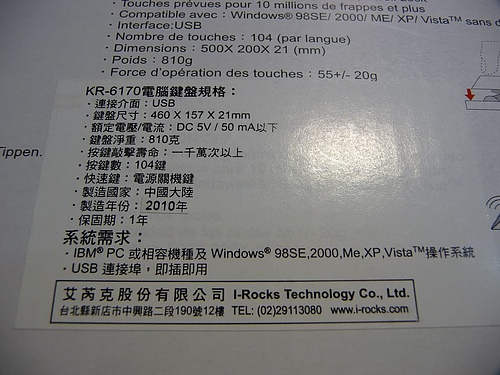 · Touches prévues pour 10 millions de frappes et plus
· Compatible avec : Windows® 98SE/ 2000/ ME/ XP/ Vista™ sans
· Interface:USB
· Nombre de touches : 104 (par langue)
· Dimensions : 500X 200X 21 (mm)
· Poids : 810g
· Force d'opération des touches : 55+/- 20g
Tippen.
KR-6170電腦鍵盤規格：
· 連接介面：USB
· 鍵盤尺寸：460 X 157 X 21mm
· 額定電壓/電流：DC 5V / 50 mA以下
· 鍵盤淨重：810克
· 按鍵敲擊壽命：一千萬次以上
· 按鍵數：104鍵
· 快速鍵：電源關機鍵
· 製造國家：中國大陸
· 製造年份：2010年
· 保固期：1年
系統需求：
· IBM® PC 或相容機種及 Windows® 98SE,2000,Me,XP,Vista™操作系統
· USB 連接埠，即插即用
艾芮克股份有限公司 I-Rocks Technology Co., Ltd.
台北縣新店市中興路二段190號12樓 TEL: (02)29113080 www.i-rocks.com